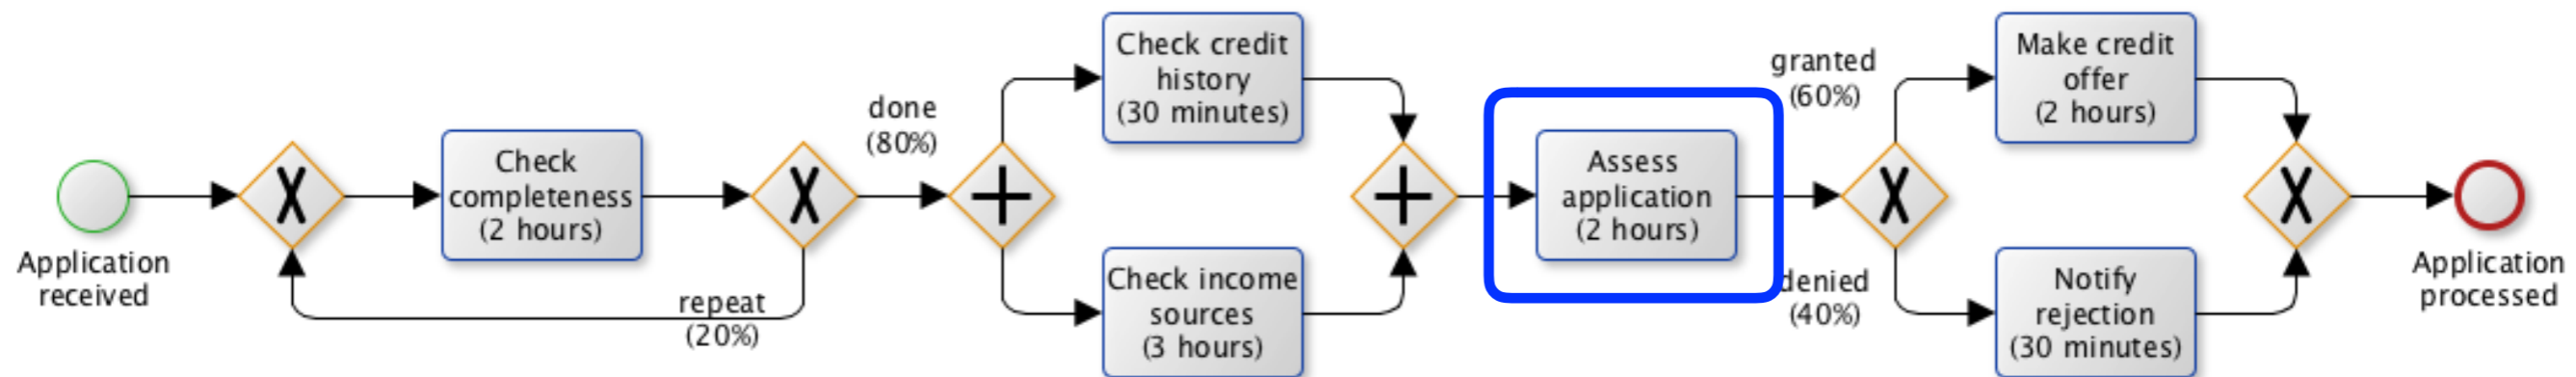 Application
received
Check
completeness
(2 hours)
repeat
(20%)
done
(80%)
Check credit
history
(30 minutes)
Check income
sources
(3 hours)
Assess
application
(2 hours)
granted
(60%)
denied
(40%)
Make credit
offer
(2 hours)
Notify
rejection
(30 minutes)
Application
processed